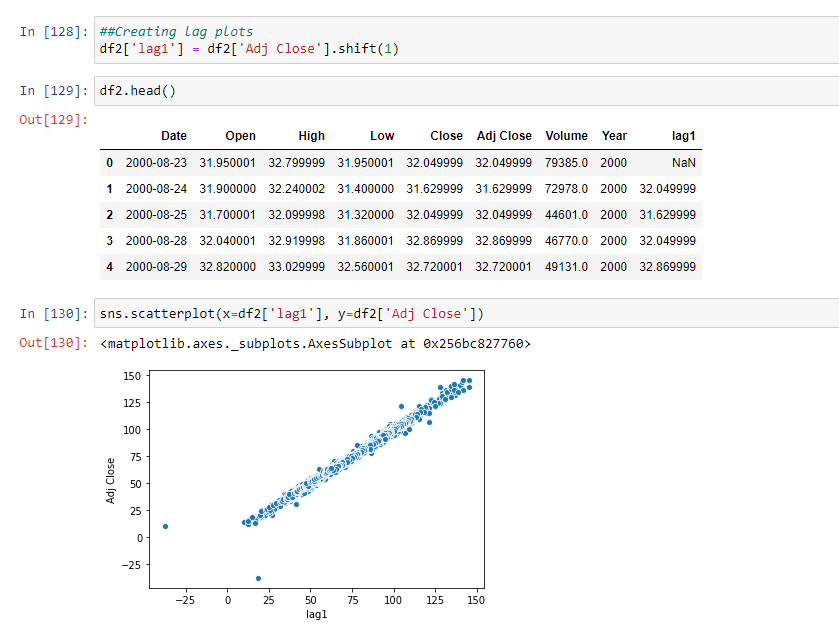 In [128]: ##Creating lag plots
df2['lag1'] = df2['Adj Close'].shift(1)
In [129]: df2.head()
Out[129]:
Date Open High Low Close Adj Close Volume Year lag1
0 2000-08-23 31.950001 32.799999 31.950001 32.049999 32.049999 79385.0 2000 NaN
1 2000-08-24 31.900000 32.240002 31.400000 31.629999 31.629999 72978.0 2000 32.049999
2 2000-08-25 31.700001 32.099998 31.320000 32.049999 32.049999 44601.0 2000 31.629999
3 2000-08-28 32.040001 32.919998 31.860001 32.869999 32.869999 46770.0 2000 32.049999
4 2000-08-29 32.820000 33.029999 32.560001 32.720001 32.720001 49131.0 2000 32.869999
In [130]: sns.scatterplot(x=df2['lag1'], y=df2['Adj Close'])
Out[130]: <matplotlib.axes._subplots.AxesSubplot at 0x256bc827760>
150
125
100
75
50
25
0
−25
Adj Close
−25 0 25 50 75 100 125 150
lag1